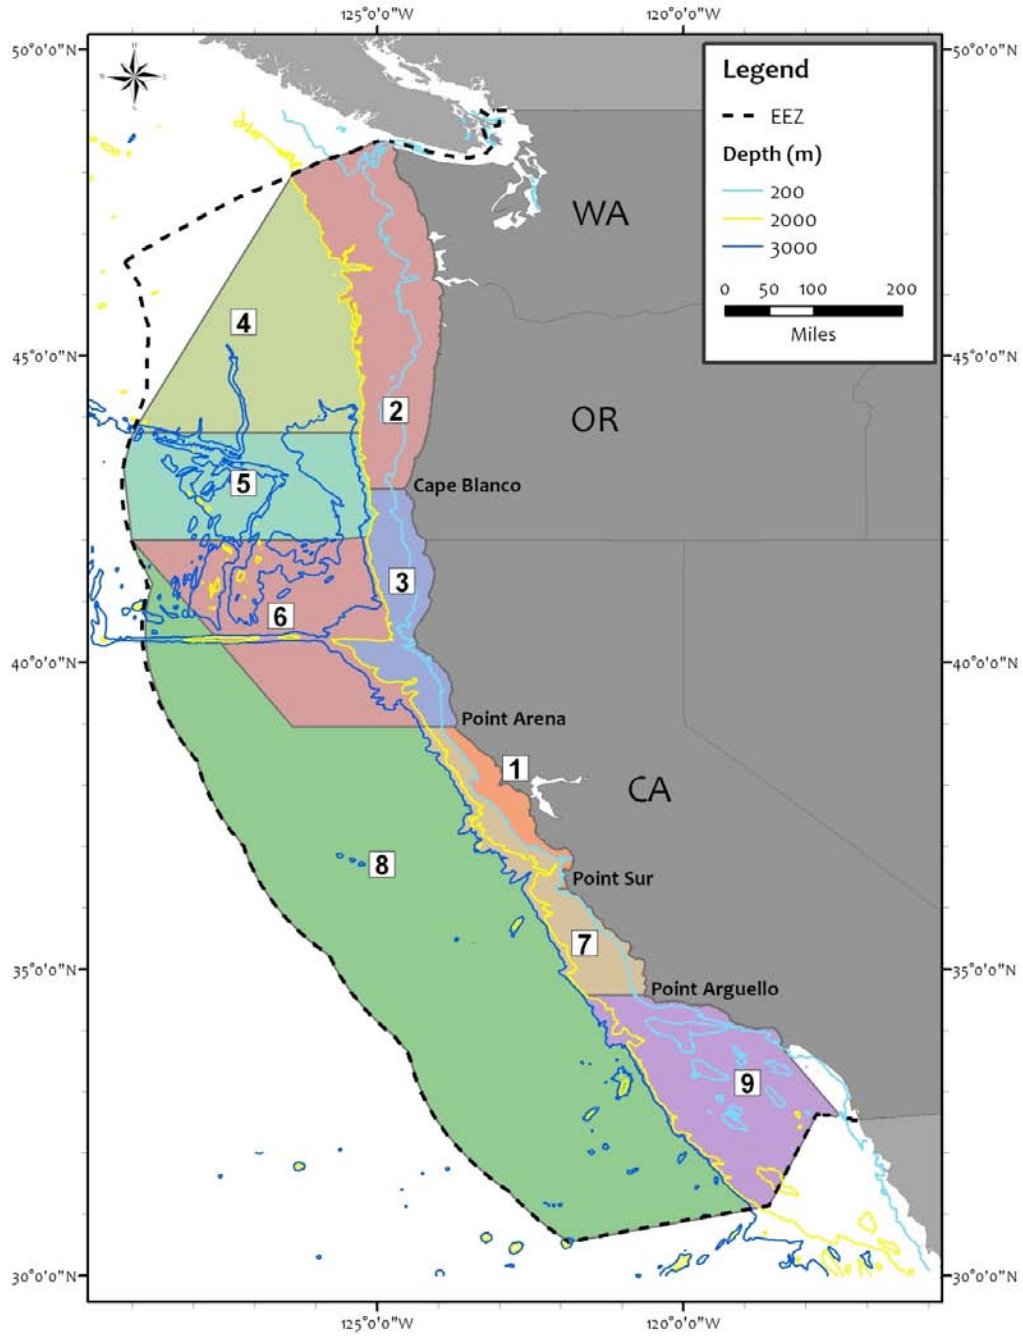 125°0'0"W
120°0'0"W
50°0'0"N
50°0'0"N
N
W
E
S
Legend
EEZ
Depth (m)
200
2000
3000
0 50 100 200
Miles
WA
4
45°0'0"N
45°0'0"N
2
OR
5
Cape Blanco
3
6
40°0'0"N
40°0'0"N
Point Arena
1
CA
8
Point Sur
7
35°0'0"N
35°0'0"N
Point Arguello
9
30°0'0"N
30°0'0"N
125°0'0"W
120°0'0"W